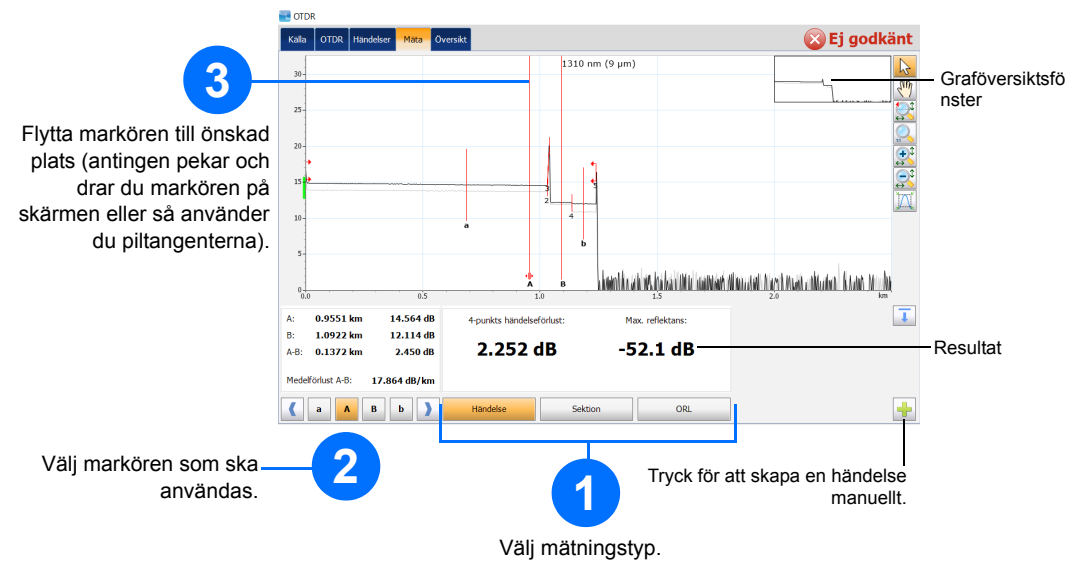 OTDR
Källa OTDR Händelser Mäta Översikt
Ej godkänt
3
Flytta markören till önskad
plats (antingen pekar och
drar du markören på
skärmen eller så använder
du piltangenterna).
1310 nm (9 µm)
30
25
20
15
10
5
0
0.0 0.5 1.0 1.5 2.0 km
a
A
B
b
2
3
4
5
Graföversiktsfö
nster
A: 0.9551 km 14.564 dB
B: 1.0922 km 12.114 dB
A-B: 0.1372 km 2.450 dB
Medelförlust A-B: 17.864 dB/km
4-punkts händelseförlust:
2.252 dB
Max. reflektans:
-52.1 dB
Resultat
a A B b
Händelse Sektion ORL
2
Välj markören som ska
användas.
1
Välj mätningstyp.
Tryck för att skapa en händelse
manuellt.